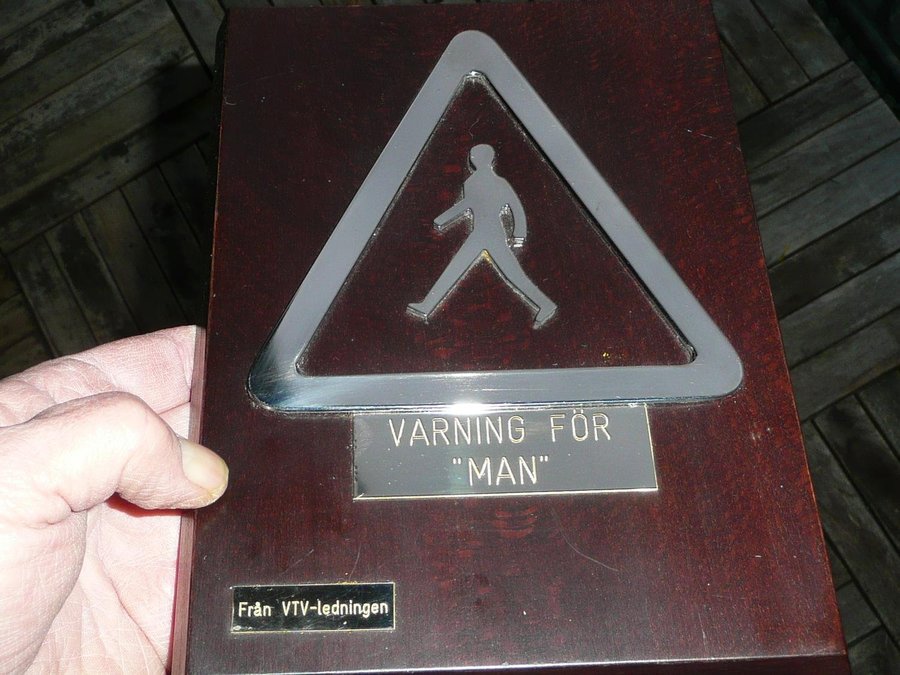 VARNING FÖR
"MAN"
Från VTV-ledningen